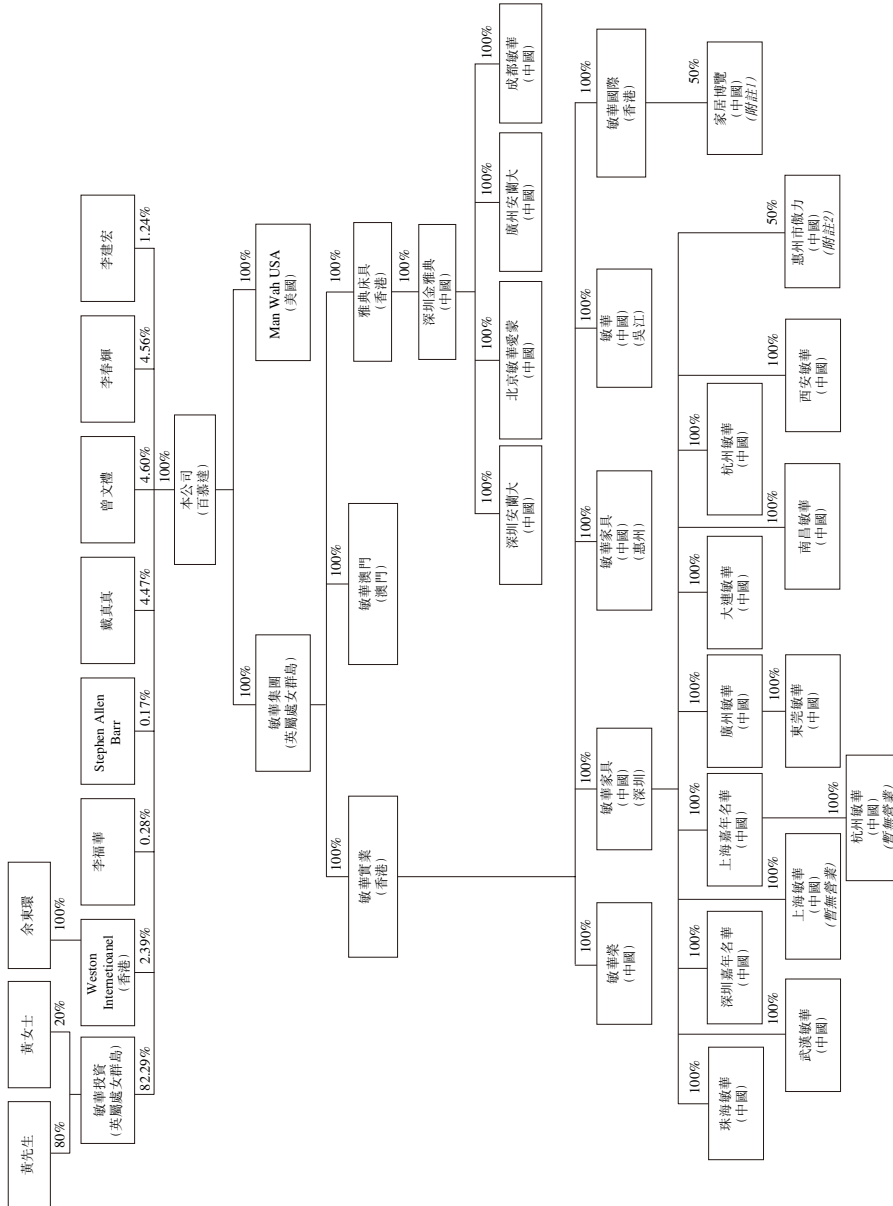 黃先生
黃女士
余東環
80%
20%
100%
敏華投資
(英屬處女群島)
Weston
Internetioanel
(香港)
李福華
Stephen Allen
Barr
戴真真
曾文禮
李春輝
李建宏
82.29%
2.39%
0.28%
0.17%
4.47%
4.60%
4.56%
1.24%
100%
本公司
(百慕達)
100%
100%
敏華集團
(英屬處女群島)
Man Wah USA
(美國)
100%
100%
100%
敏華實業
(香港)
敏華澳門
(澳門)
雅典床具
(香港)
100%
深圳金雅典
(中國)
100%
100%
100%
100%
深圳安蘭大
(中國)
北京敏華愛蒙
(中國)
廣州安蘭大
(中國)
成都敏華
(中國)
100%
100%
100%
100%
100%
敏華榮
(中國)
敏華家具
(中國)
(深圳)
敏華家具
(中國)
(惠州)
敏華
(中國)
(吳江)
敏華國際
(香港)
50%
家居博覽
(中國)
(附註1)
100%
100%
100%
100%
100%
100%
珠海敏華
(中國)
深圳嘉年名華
(中國)
上海嘉年名華
(中國)
廣州敏華
(中國)
大連敏華
(中國)
杭州敏華
(中國)
100%
100%
100%
100%
100%
50%
武漢敏華
(中國)
上海敏華
(中國)
(暫無營業)
東莞敏華
(中國)
南昌敏華
(中國)
西安敏華
(中國)
惠州市傲力
(中國)
(附註2)
100%
杭州敏華
(中國)
(暫無營業)